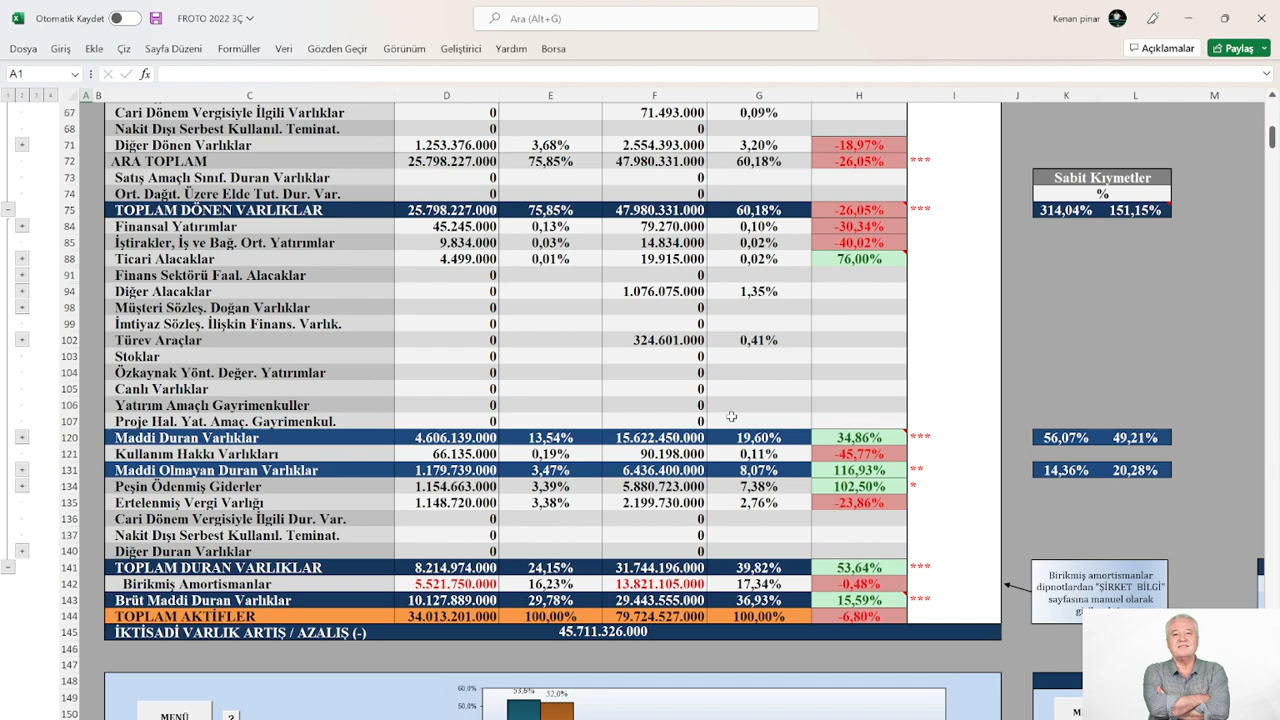 Otomatik Kaydet
FROTO 2022 3Ç
Ara (Alt+G)
Kenan pinar
Dosya Giriş Ekle Çiz Sayfa Düzeni Formüller Veri Gözden Geçir Görünüm Geliştirici Yardım Borsa
Açıklamalar Paylaş
A1 fx
1 2 3 4 A B C D E F G H I J K L M
67 Cari Dönem Vergisiyle İlgili Varlıklar 0 71.493.000 0,09%
68 Nakit Dışı Serbest Kullanıl. Teminat. 0 0
71 Diğer Dönen Varlıklar 1.253.376.000 3,68% 2.554.393.000 3,20% -18,97%
72 ARA TOPLAM 25.798.227.000 75,85% 47.980.331.000 60,18% -26,05% ***
73 Satış Amaçlı Sınıf. Duran Varlıklar 0 0 Sabit Kıymetler
74 Ort. Dağıt. Üzere Elde Tut. Dur. Var. 0 0 %
75 TOPLAM DÖNEN VARLIKLAR 25.798.227.000 75,85% 47.980.331.000 60,18% -26,05% *** 314,04% 151,15%
84 Finansal Yatırımlar 45.245.000 0,13% 79.270.000 0,10% -30,34%
85 İştirakler, İş ve Bağ. Ort. Yatırımlar 9.834.000 0,03% 14.834.000 0,02% -40,02%
88 Ticari Alacaklar 4.499.000 0,01% 19.915.000 0,02% 76,00%
91 Finans Sektörü Faal. Alacaklar 0 0
94 Diğer Alacaklar 0 1.076.075.000 1,35%
98 Müşteri Sözleş. Doğan Varlıklar 0 0
99 İmtiyaz Sözleş. İlişkin Finans. Varlık. 0 0
102 Türev Araçlar 0 324.601.000 0,41%
103 Stoklar 0 0
104 Özkaynak Yönt. Değer. Yatırımlar 0 0
105 Canlı Varlıklar 0 0
106 Yatırım Amaçlı Gayrimenkuller 0 0
107 Proje Hal. Yat. Amaç. Gayrimenkul. 0 0
120 Maddi Duran Varlıklar 4.606.139.000 13,54% 15.622.450.000 19,60% 34,86% *** 56,07% 49,21%
121 Kullanım Hakkı Varlıkları 66.135.000 0,19% 90.198.000 0,11% -45,77%
131 Maddi Olmayan Duran Varlıklar 1.179.739.000 3,47% 6.436.400.000 8,07% 116,93% ** 14,36% 20,28%
134 Peşin Ödenmiş Giderler 1.154.663.000 3,39% 5.880.723.000 7,38% 102,50% *
135 Ertelenmiş Vergi Varlığı 1.148.720.000 3,38% 2.199.730.000 2,76% -23,86%
136 Cari Dönem Vergisiyle İlgili Dur. Var. 0 0
137 Nakit Dışı Serbest Kullanıl. Teminat. 0 0
140 Diğer Duran Varlıklar 0 0
141 TOPLAM DURAN VARLIKLAR 8.214.974.000 24,15% 31.744.196.000 39,82% 53,64% ***
142 Birikmiş Amortismanlar 5.521.750.000 16,23% 13.821.105.000 17,34% -0,48%
143 Brüt Maddi Duran Varlıklar 10.127.889.000 29,78% 29.443.555.000 36,93% 15,59% ***
144 TOPLAM AKTİFLER 34.013.201.000 100,00% 79.724.527.000 100,00% -6,80%
145 İKTİSADİ VARLIK ARTIŞ / AZALIŞ (-) 45.711.326.000
Birikmiş amortismanlar
dipnotlardan "ŞİRKET BİLGİ"
sayfasına manuel olarak
146
147
148
149
150
60,0%
50,0%
53,6% 52,0%
MENÜ ?